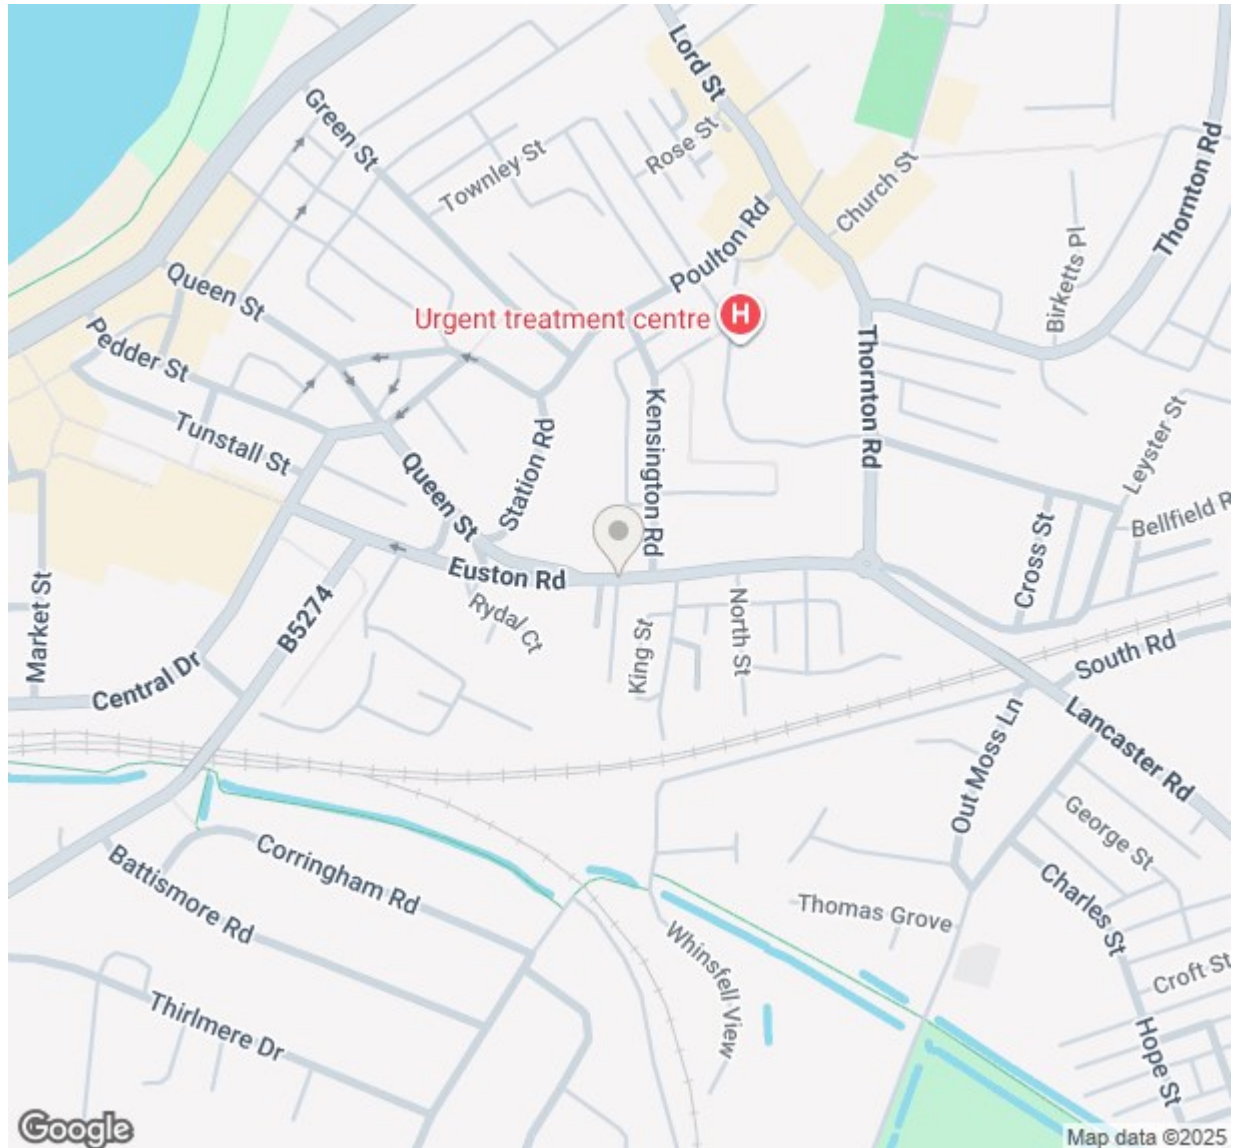 Lord St
Green St
Townley St
Rose St
Church St
Thornton Rd
Poulton Rd
Birketts Pl
Queen St
Urgent treatment centre
H
Pedder St
Thornton Rd
Kensington Rd
Leyster St
Tunstall St
Station Rd
Queen St
Bellfield R
Cross St
Euston Rd
Market St
B5274
Rydal Ct
King St
North St
South Rd
Central Dr
Out Moss Ln
Lancaster Rd
George St
Corringham Rd
Battismore Rd
Charles St
Thomas Grove
Whinsfell View
Croft St
Thirlmere Dr
Hope St
Google
Map data ©2025